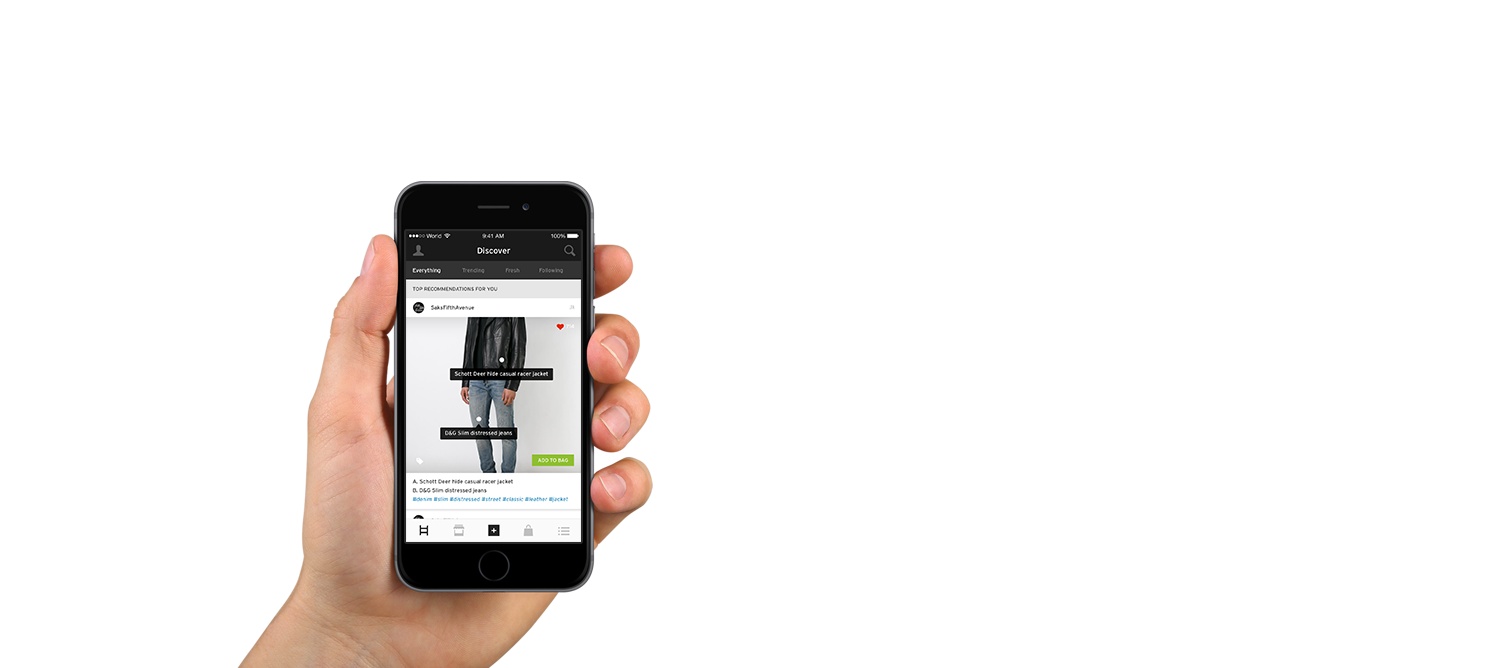 World 9:41 AM 100%
Discover
Everything Trending Fresh Following
TOP RECOMMENDATIONS FOR YOU
SaksFifthAvenue
Schott Deer hide casual racer jacket
D&G Slim distressed jeans
ADD TO BAG
A. Schott Deer hide casual racer jacket
B. D&G Slim distressed jeans
#denim #slim #distressed #street #classic #leather #jacket